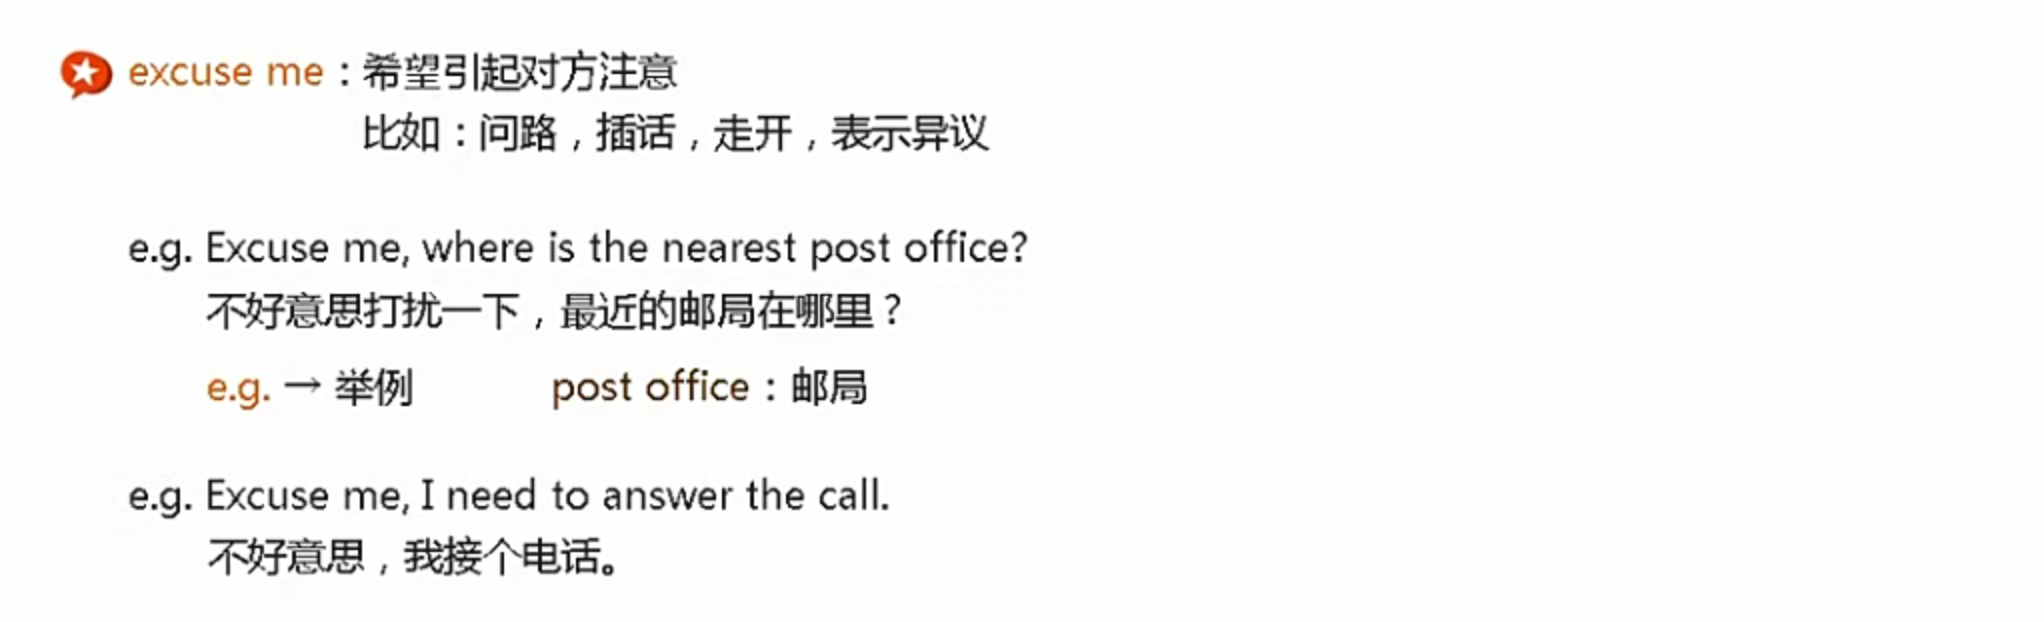 excuse me：希望引起对方注意
比如：问路，插话，走开，表示异议
e.g. Excuse me, where is the nearest post office?
不好意思打扰一下，最近的邮局在哪里？
e.g. → 举例 post office：邮局
e.g. Excuse me, I need to answer the call.
不好意思，我接个电话。